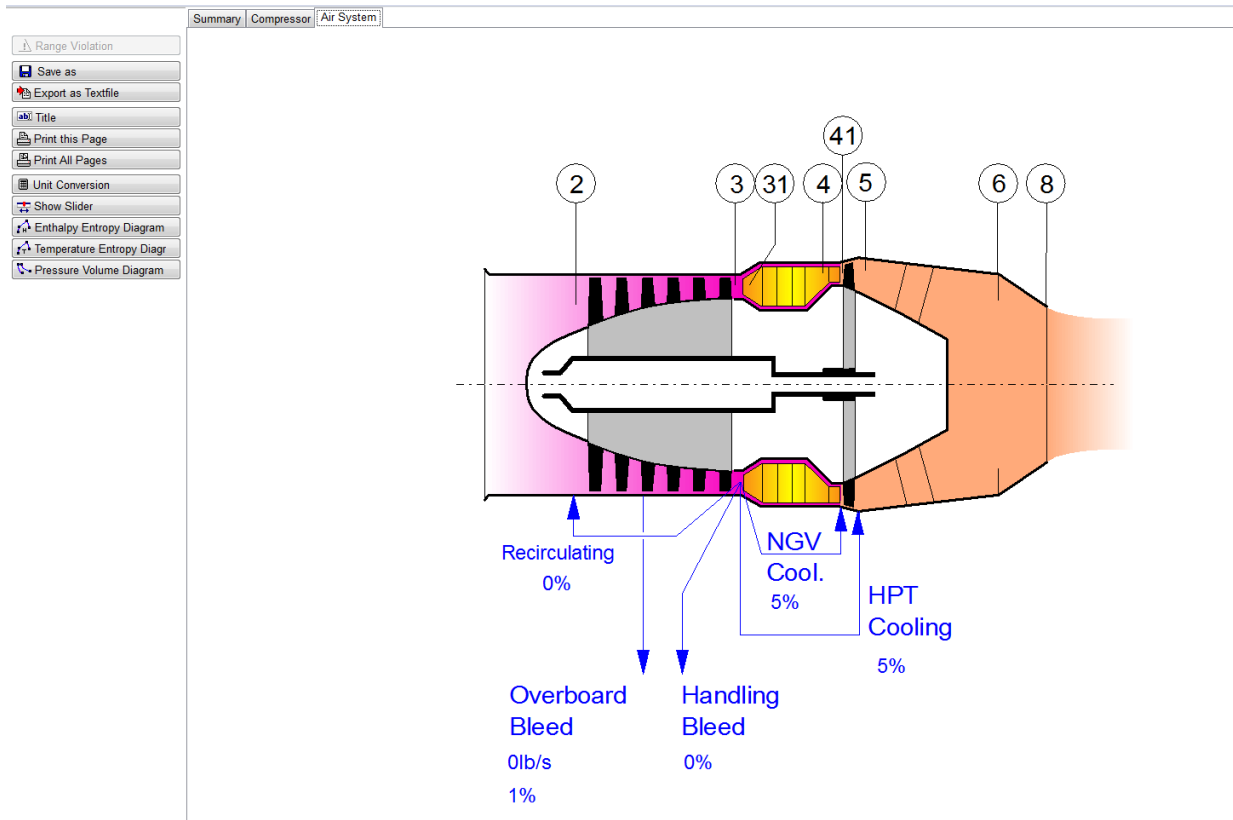 Summary Compressor Air System
Range Violation
Save as
Export as Textfile
Title
Print this Page
Print All Pages
Unit Conversion
Show Slider
Enthalpy Entropy Diagram
Temperature Entropy Diagr
Pressure Volume Diagram
41
2 3 31 4 5 6 8
Recirculating
0%
NGV
Cool.
5%
HPT
Cooling
5%
Overboard
Bleed
0lb/s
1%
Handling
Bleed
0%